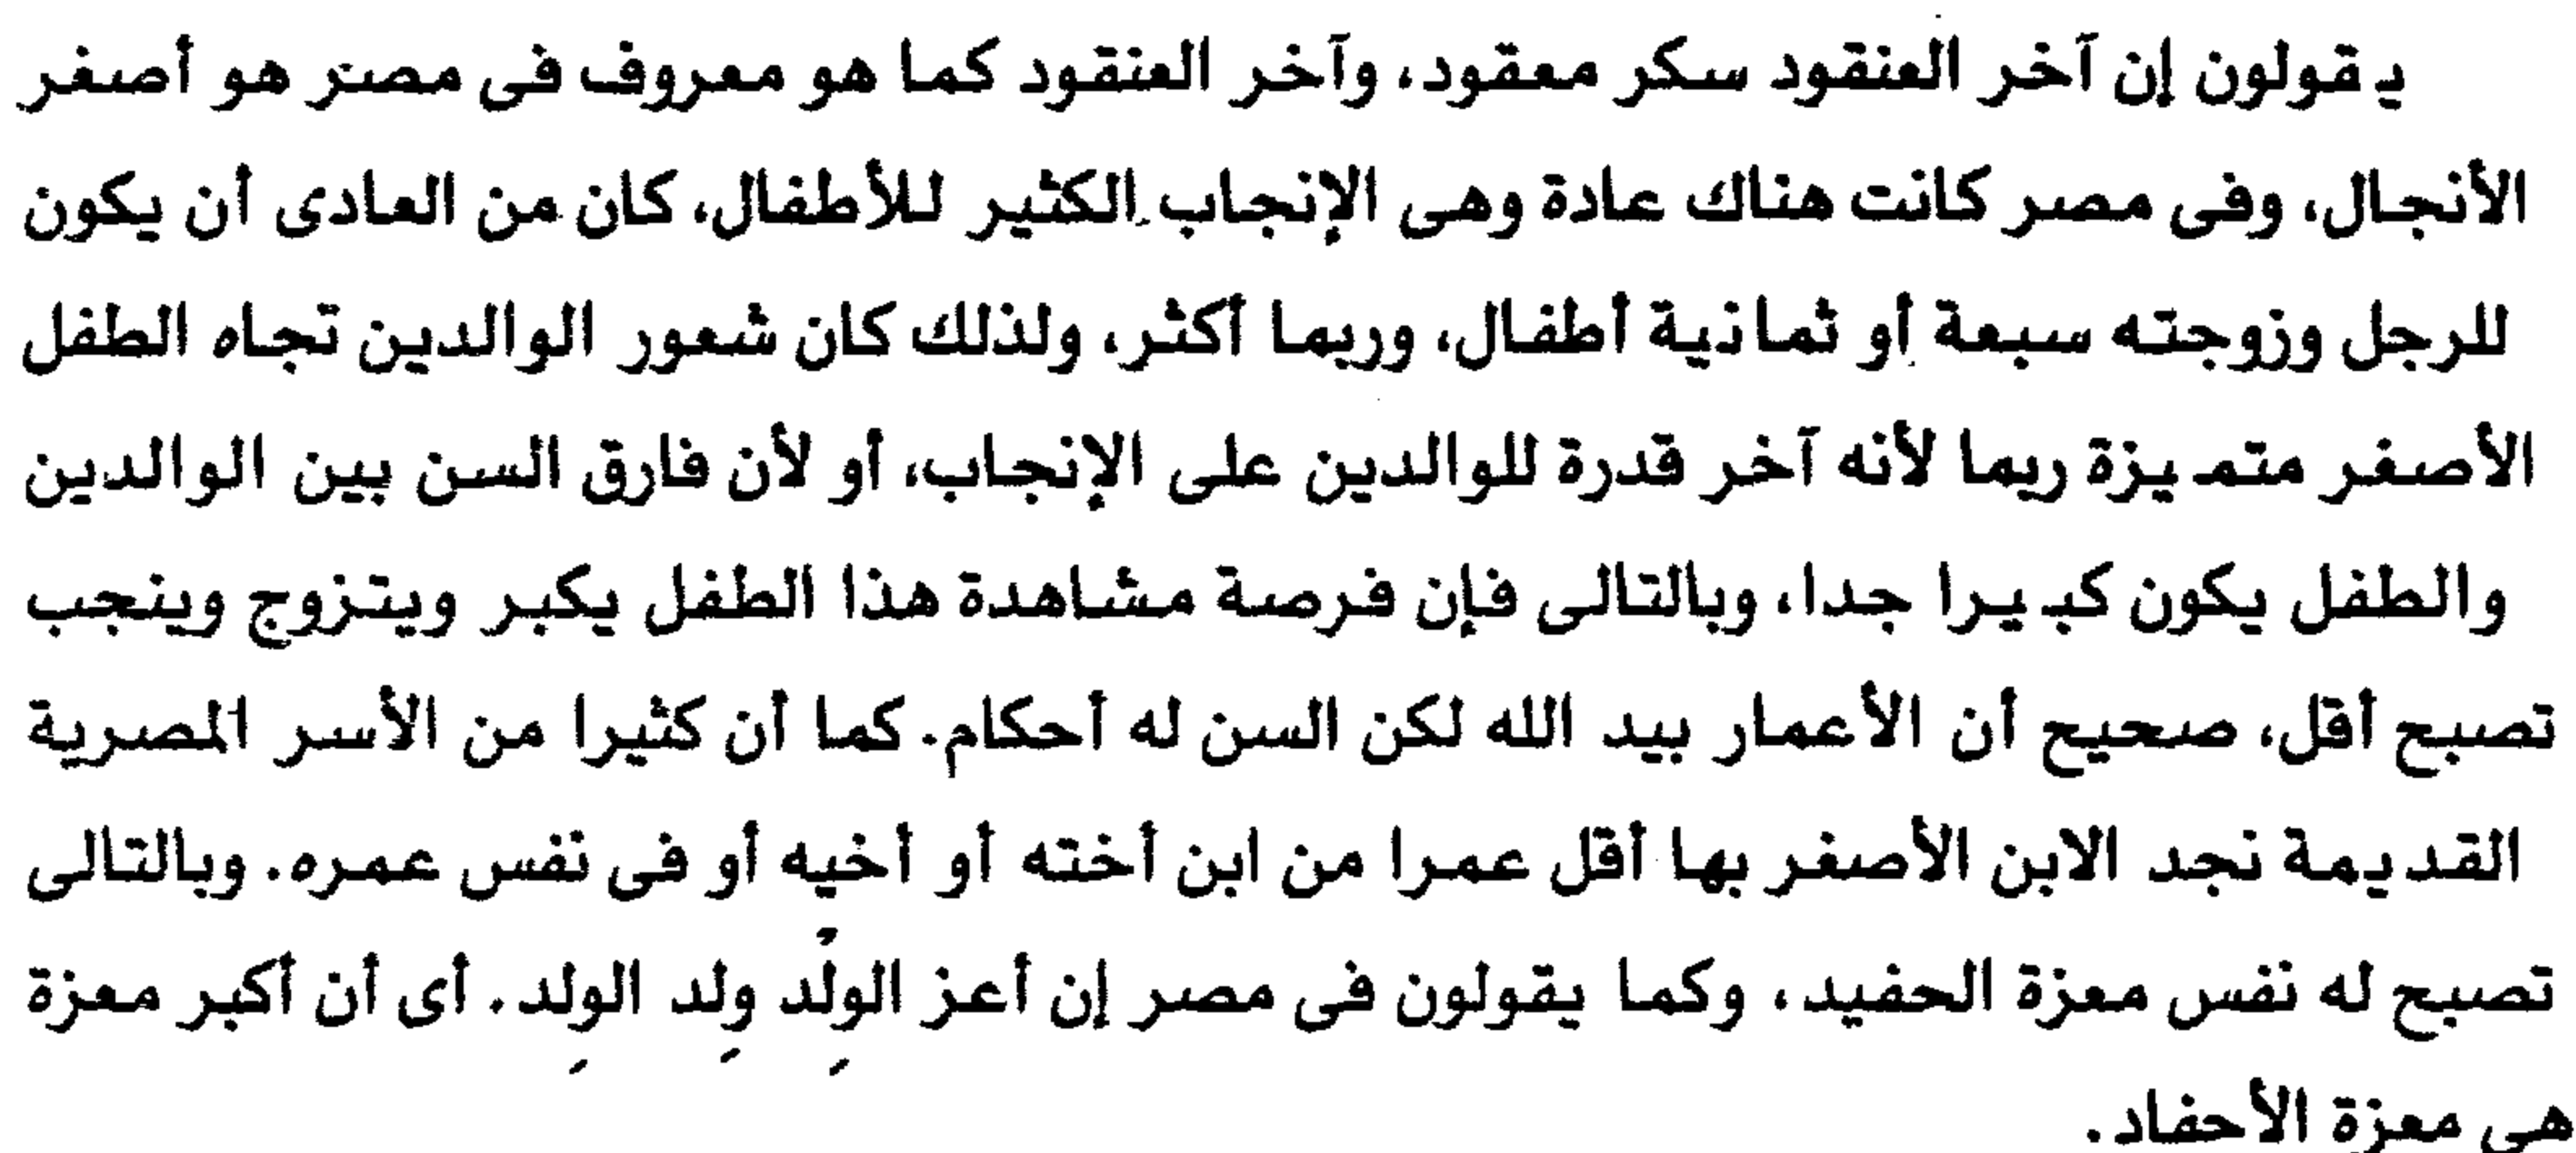 يقولون إن آخر العنقود سكر معقود، وآخر العنقود كما هو معروف فى مصر هو أصغر
الأنجال، وفى مصر كانت هناك عادة وهى الإنجاب الكثير للأطفال، كان من العادى أن يكون
للرجل وزوجته سبعة أو ثمانية أطفال، وربما أكثر، ولذلك كان شعور الوالدين تجاه الطفل
الأصغر متميزة ربما لأنه آخر قدرة للوالدين على الإنجاب، أو لأن فارق السن بين الوالدين
والطفل يكون كبيرا جدا، وبالتالى فإن فرصة مشاهدة هذا الطفل يكبر ويتزوج وينجب
تصبح أقل، صحيح أن الأعمار بيد الله لكن السن له أحكام. كما أن كثيرا من الأسر المصرية
القديمة نجد الابن الأصغر بها أقل عمرا من ابن أخته أو أخيه أو فى نفس عمره. وبالتالى
تصبح له نفس معزة الحفيد، وكما يقولون فى مصر إن أعز الوِلْد وِلد الوِلد. أى أن أكبر معزة
هى معزة الأحفاد.